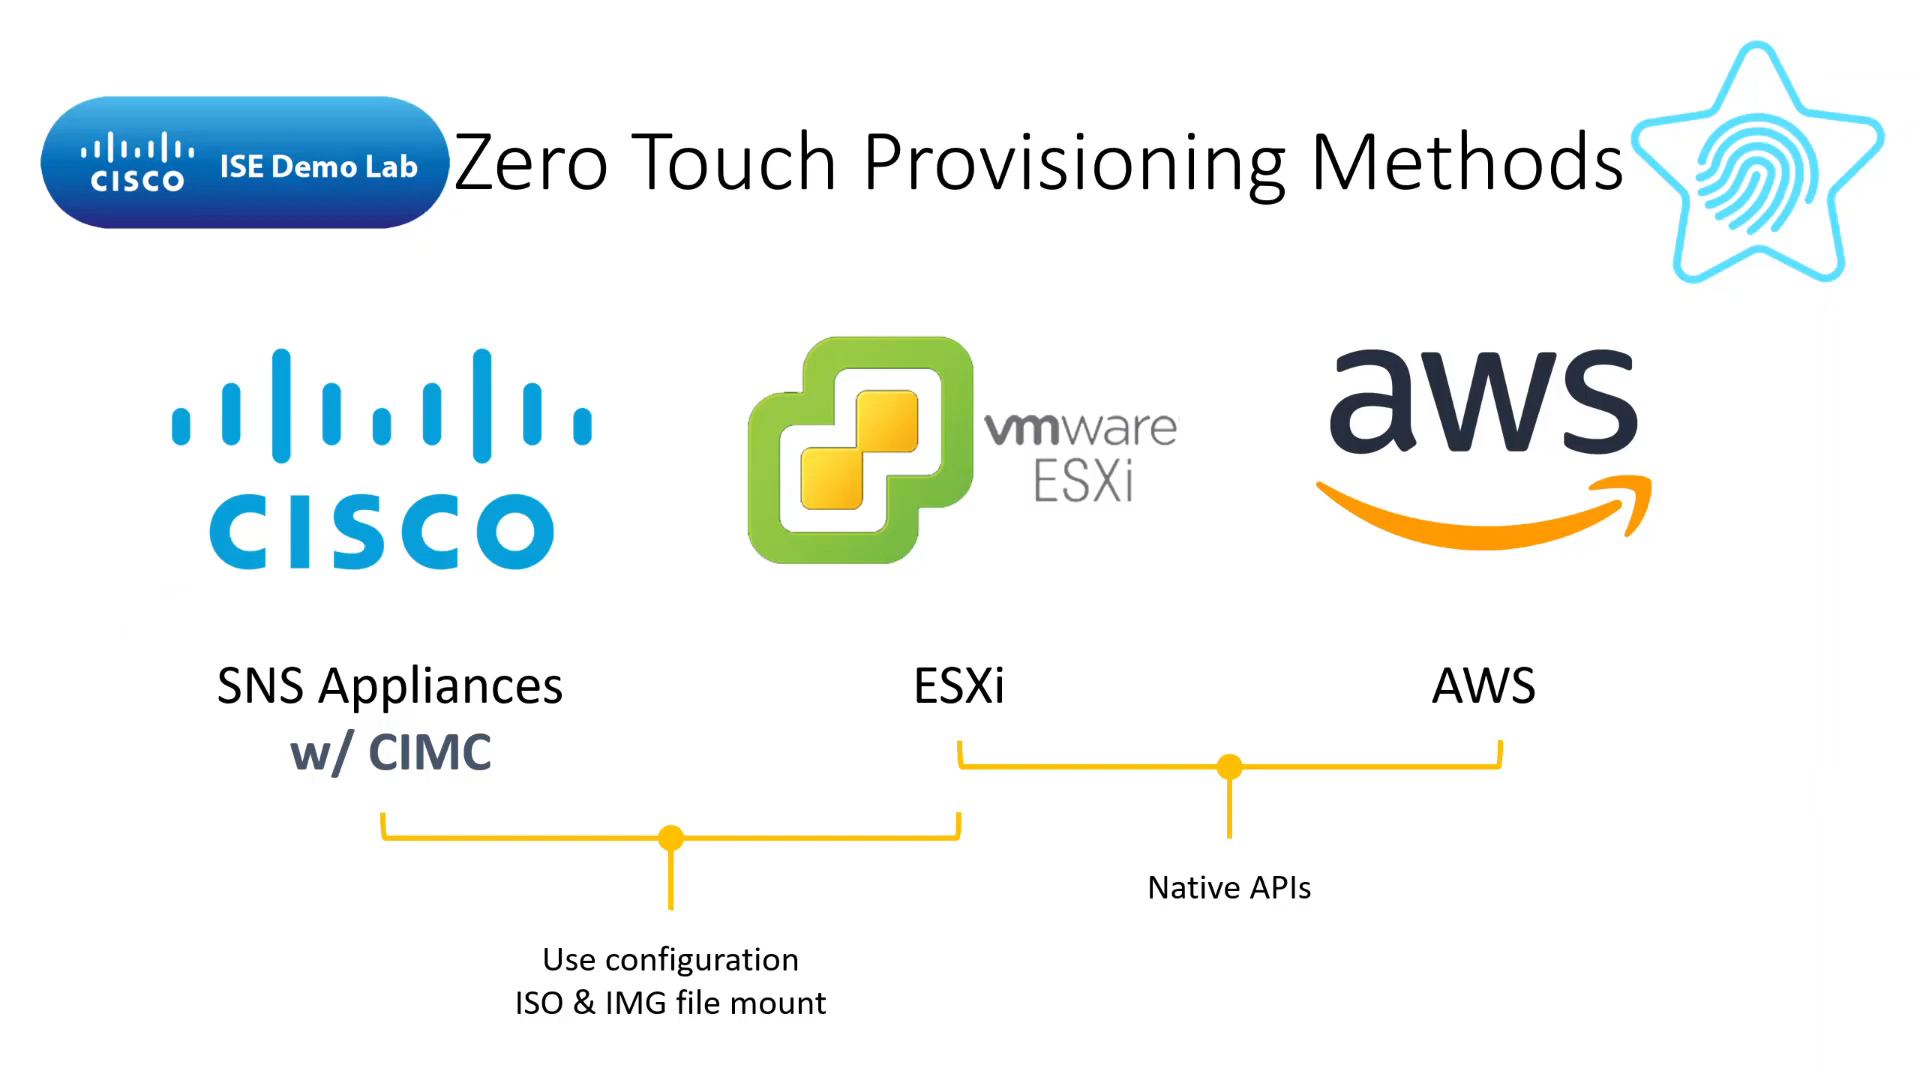 CISCO
ISE Demo Lab
Zero Touch Provisioning Methods
CISCO
vmware
ESXi
aws
SNS Appliances
w/ CIMC
ESXi
AWS
Native APIs
Use configuration
ISO & IMG file mount